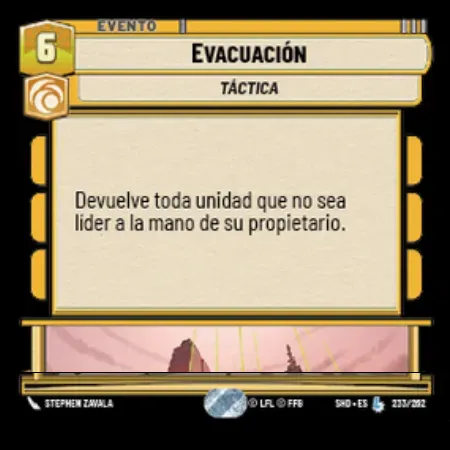 EVENTO
6
EVACUACIÓN
TÁCTICA
Devuelve toda unidad que no sea
líder a la mano de su propietario.
STEPHEN ZAVALA
© LFL © FFG
SHD • ES
233/262